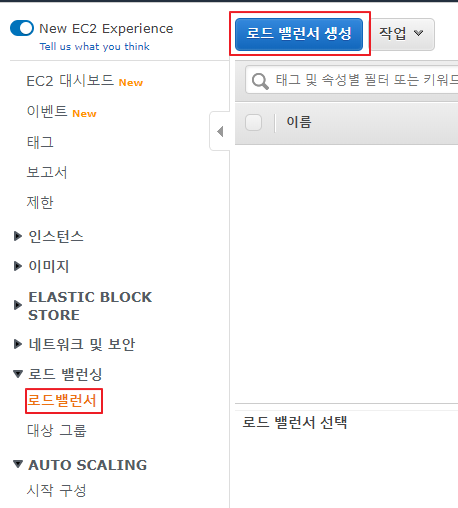 New EC2 Experience
Tell us what you think
EC2 대시보드 New
이벤트 New
태그
보고서
제한
인스턴스
이미지
ELASTIC BLOCK
STORE
네트워크 및 보안
로드 밸런싱
로드밸런서
대상 그룹
AUTO SCALING
시작 구성
로드 밸런서 생성
작업
태그 및 속성별 필터 또는 키워드
이름
로드 밸런서 선택